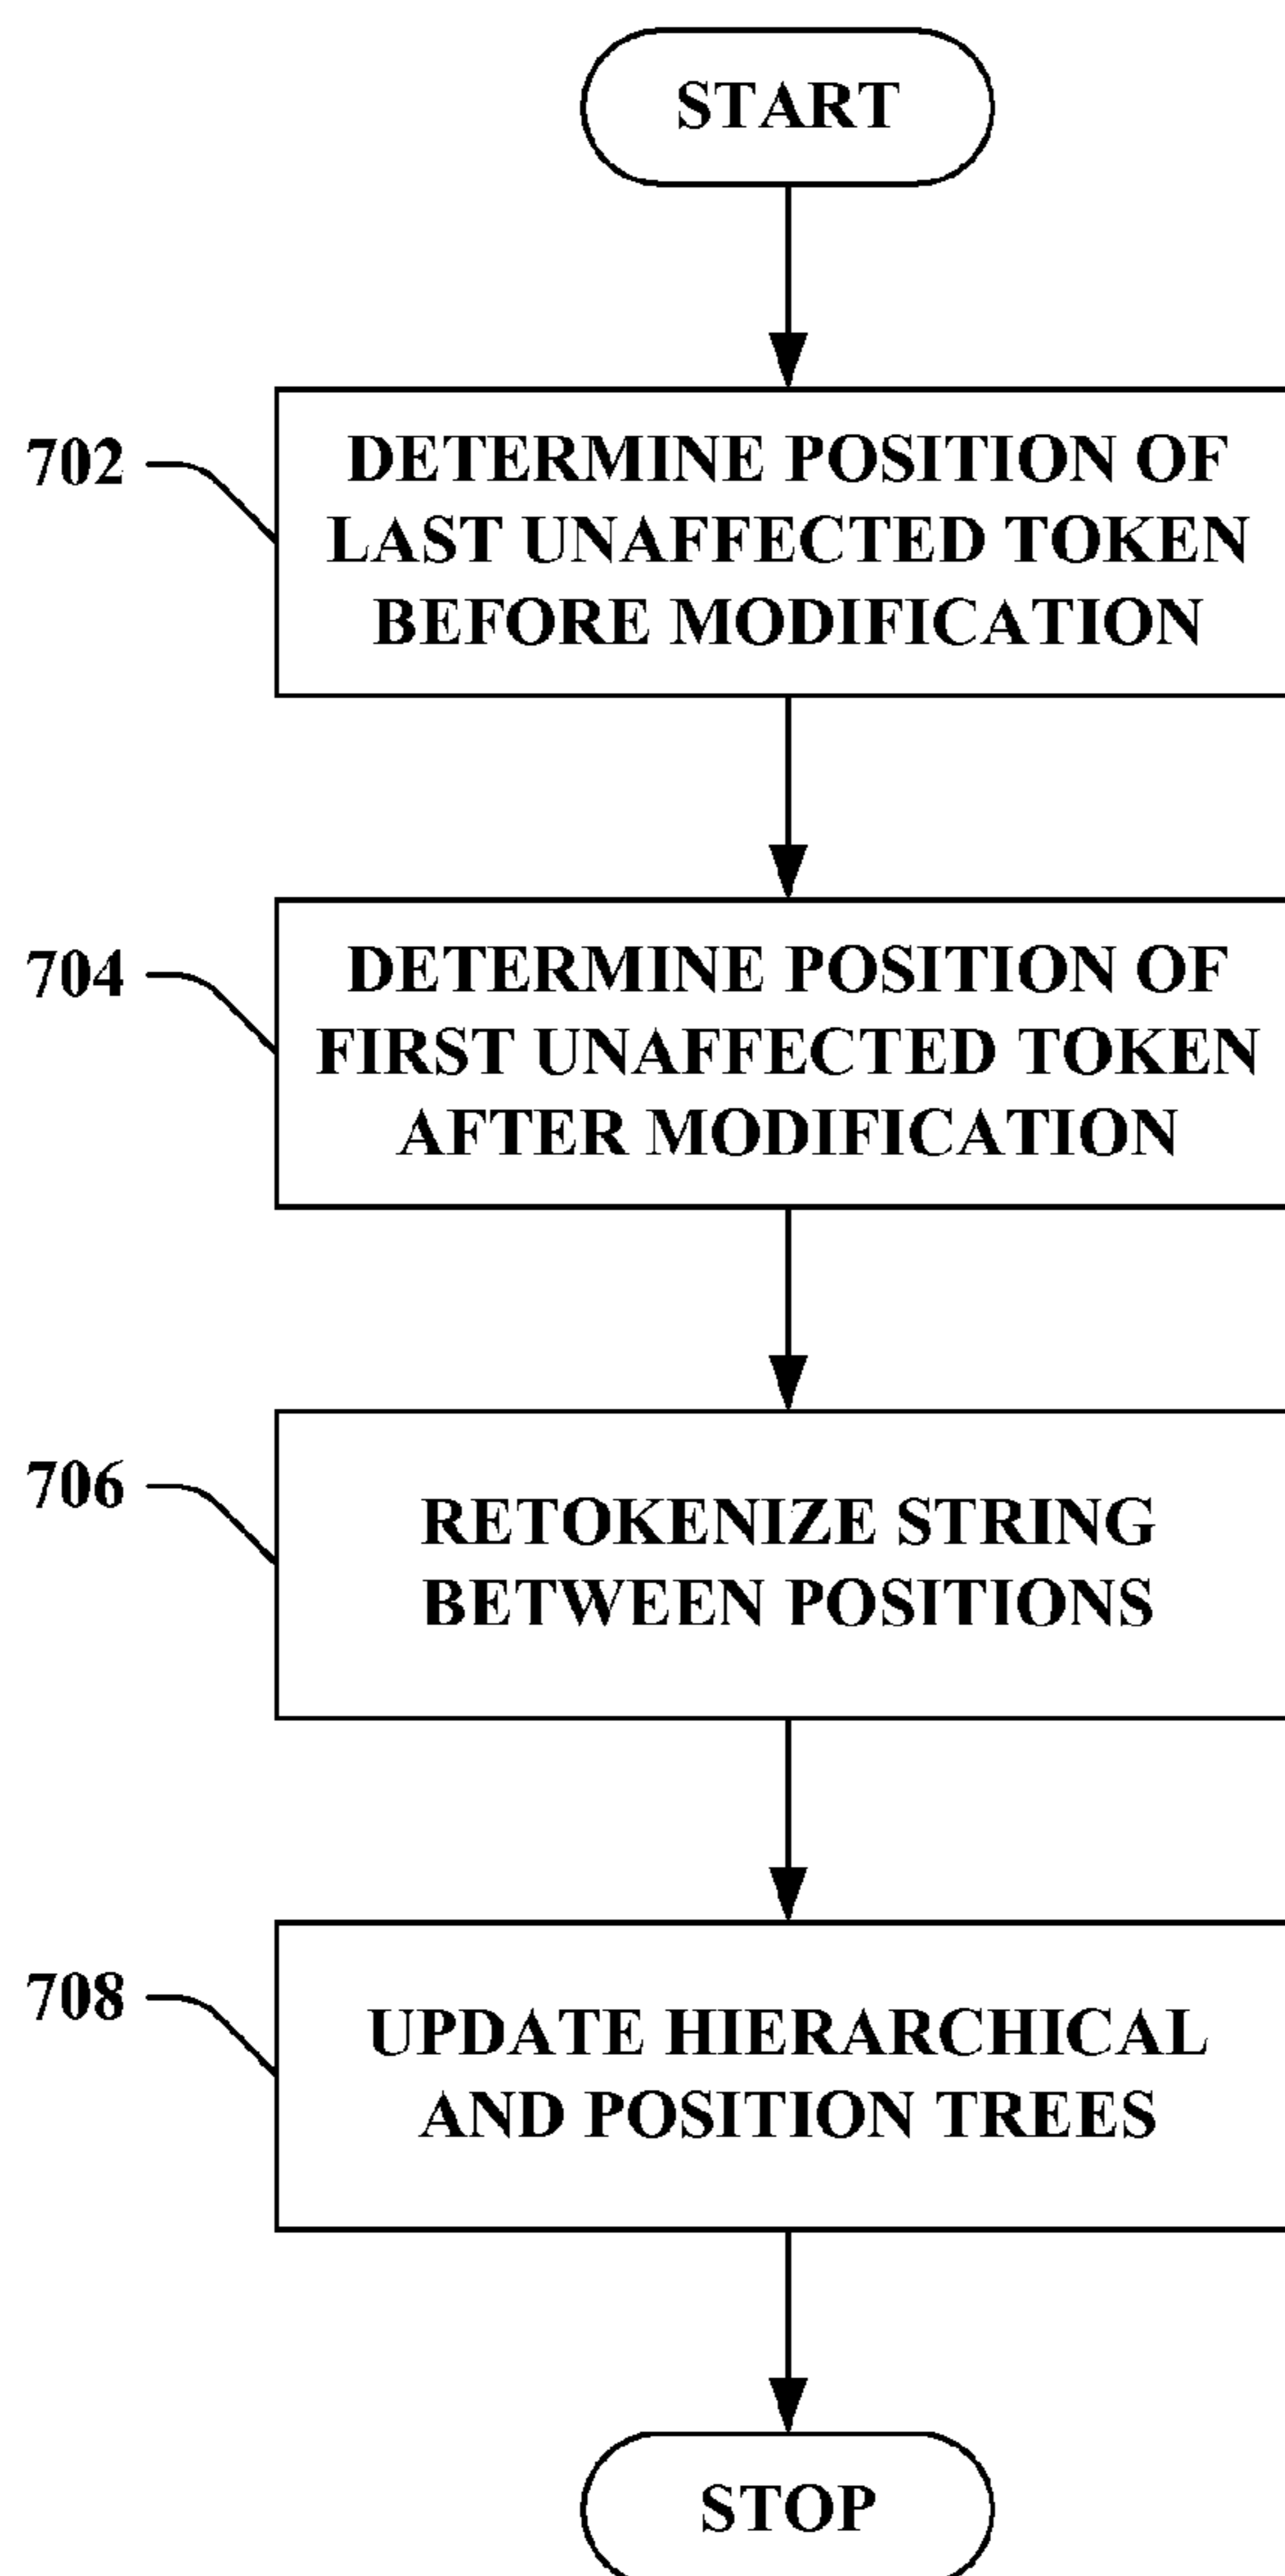 START
702
DETERMINE POSITION OF
LAST UNAFFECTED TOKEN
BEFORE MODIFICATION
704
DETERMINE POSITION OF
FIRST UNAFFECTED TOKEN
AFTER MODIFICATION
706
RETOKENIZE STRING
BETWEEN POSITIONS
708
UPDATE HIERARCHICAL
AND POSITION TREES
STOP